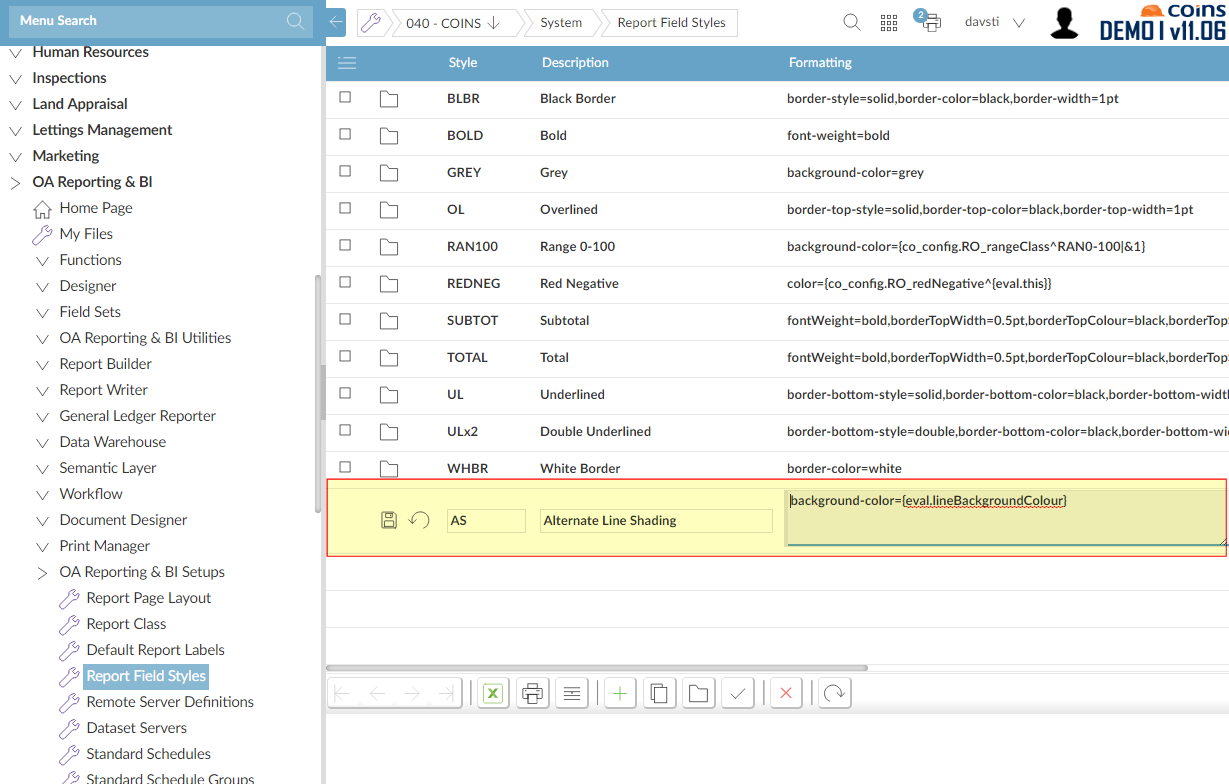 Menu Search
040 - COINS
System
Report Field Styles
2
davsti
coins
DEMO | v11.06
Human Resources
Inspections
Land Appraisal
Lettings Management
Marketing
OA Reporting & BI
Home Page
My Files
Functions
Designer
Field Sets
OA Reporting & BI Utilities
Report Builder
Report Writer
General Ledger Reporter
Data Warehouse
Semantic Layer
Workflow
Document Designer
Print Manager
OA Reporting & BI Setups
Report Page Layout
Report Class
Default Report Labels
Report Field Styles
Remote Server Definitions
Dataset Servers
Standard Schedules
Standard Schedule Groups
Style Description Formatting
BLBR Black Border border-style=solid,border-color=black,border-width=1pt
BOLD Bold font-weight=bold
GREY Grey background-color=grey
OL Overlined border-top-style=solid,border-top-color=black,border-top-width=1pt
RAN100 Range 0-100 background-color={co_config.RO_rangeClass^RAN0-100|&1}
REDNEG Red Negative color={co_config.RO_redNegative^{eval.this}}
SUBTOT Subtotal fontWeight=bold,borderTopWidth=0.5pt,borderTopColour=black,borderTop
TOTAL Total fontWeight=bold,borderTopWidth=0.5pt,borderTopColour=black,borderTop
UL Underlined border-bottom-style=solid,border-bottom-color=black,border-bottom-widt
ULx2 Double Underlined border-bottom-style=double,border-bottom-color=black,border-bottom-wi
WHBR White Border border-color=white
AS Alternate Line Shading background-color={eval.lineBackgroundColour}